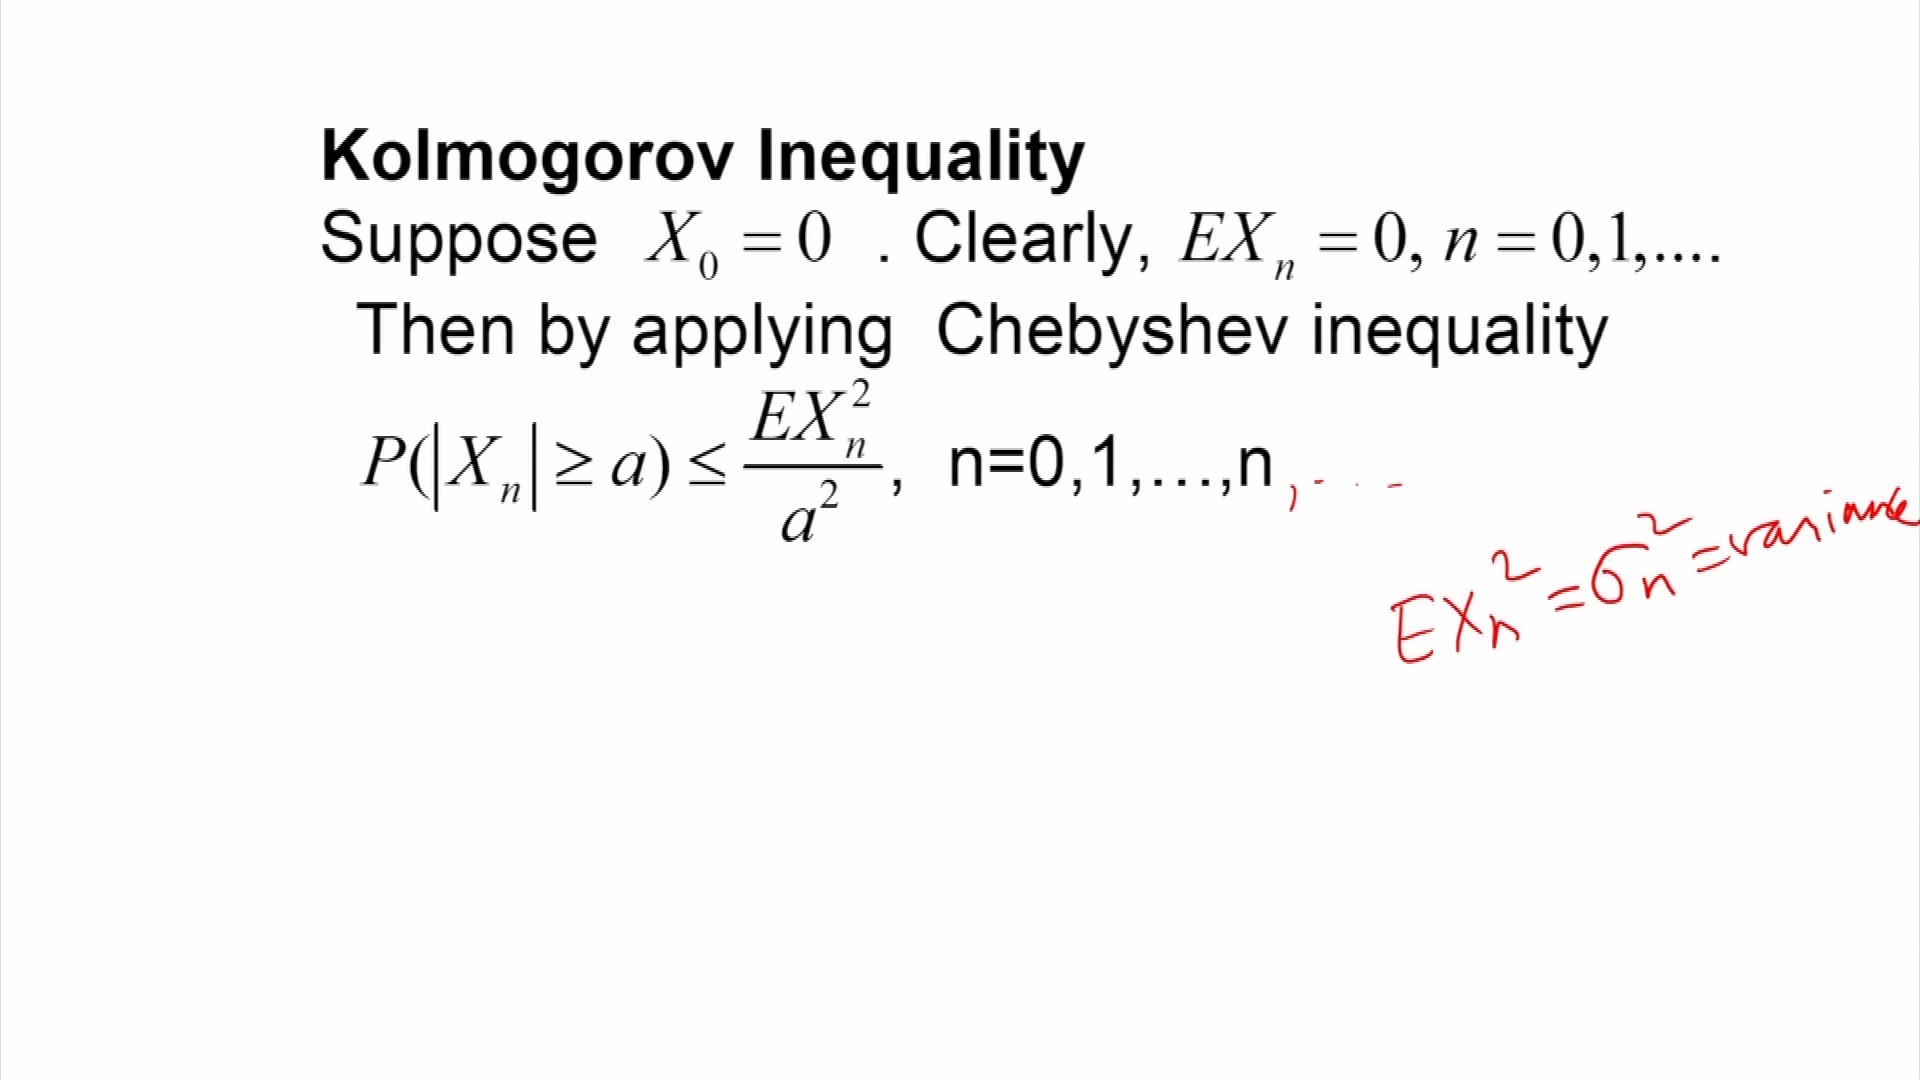 Kolmogorov Inequality
Suppose X₀ = 0 . Clearly, EXₙ = 0, n = 0,1,....
Then by applying Chebyshev inequality
P(|Xₙ| ≥ a) ≤ EXₙ² / a² , n=0,1,...,n , . . . .
EXₙ² = σₙ² = variance